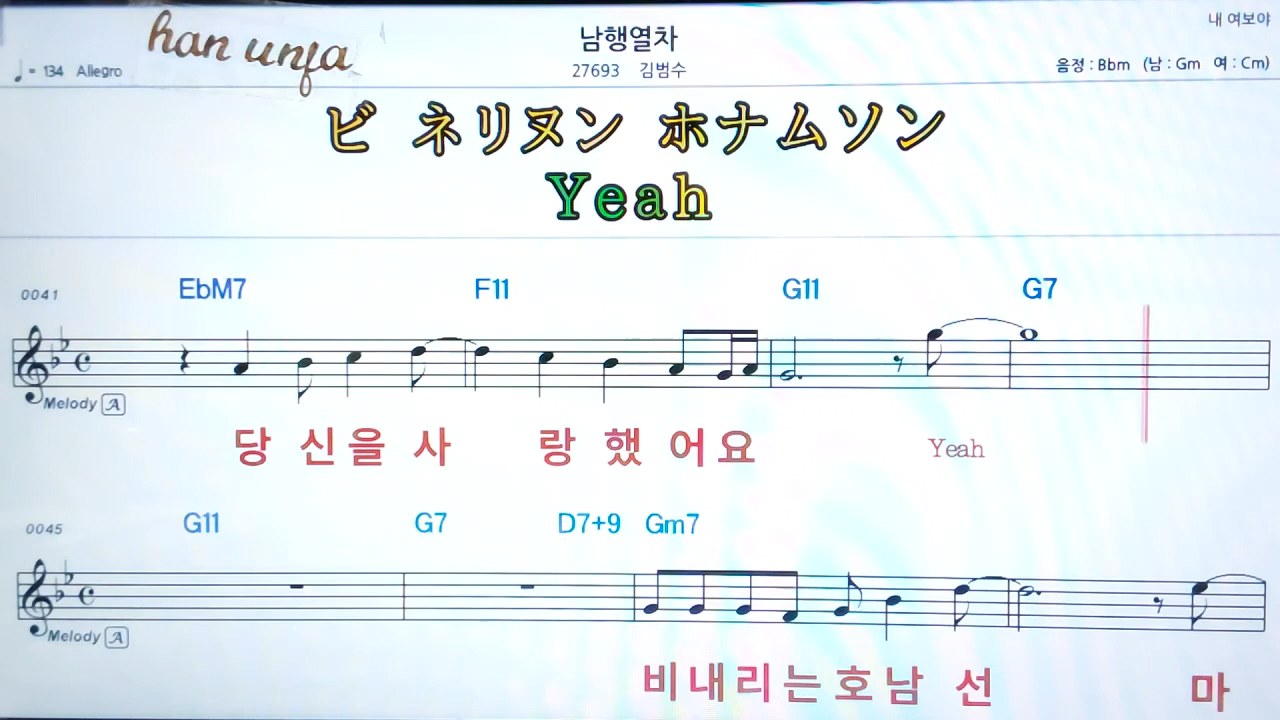 내 여보야
han unja
남행열차
♩= 134 Allegro
27693 김범수
음정 : Bbm (남 : Gm 여 : Cm)
ビ ネリヌン ホナムソン
Yeah
0041 EbM7 F11 G11 G7
Melody A
당 신을 사 랑 했 어요 Yeah
0045 G11 G7 D7+9 Gm7
Melody A
비내리는호남 선 마